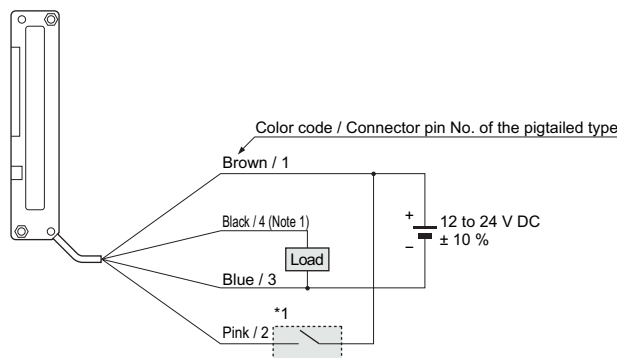 Color code / Connector pin No. of the pigtailed type
Brown / 1
Black / 4 (Note 1)
Load
+
−
12 to 24 V DC
± 10 %
Blue / 3
*1
Pink / 2